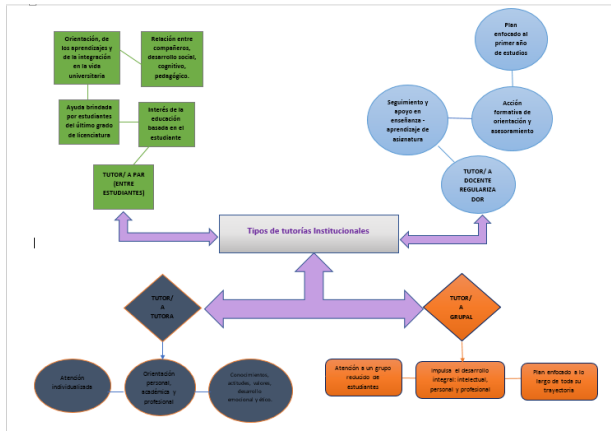 Orientación, de
los aprendizajes y
de la integración
en la vida
universitaria
Relación entre
compañeros,
desarrollo social,
cognitivo,
pedagógico.
Ayuda brindada
por estudiantes
del último grado
de licenciatura
Interés de la
educación
basada en el
estudiante
TUTOR/ A PAR
(ENTRE
ESTUDIANTES)
Plan
enfocado al
primer año
de estudios
Seguimiento y
apoyo en
enseñanza -
aprendizaje de
asignatura
Acción
formativa de
orientación y
asesoramiento
TUTOR/ A
DOCENTE
REGULARIZA
DOR
Tipos de tutorías Institucionales
TUTOR/
A
TUTORA
TUTOR/
A
GRUPAL
Atención
individualizada
Orientación
personal,
académica y
profesional
Conocimientos,
actitudes, valores,
desarrollo
emocional y ético.
Atención a un grupo
reducido de
estudiantes
Impulsa el desarrollo
integral: intelectual,
personal y profesional
Plan enfocado a lo
largo de toda su
trayectoria